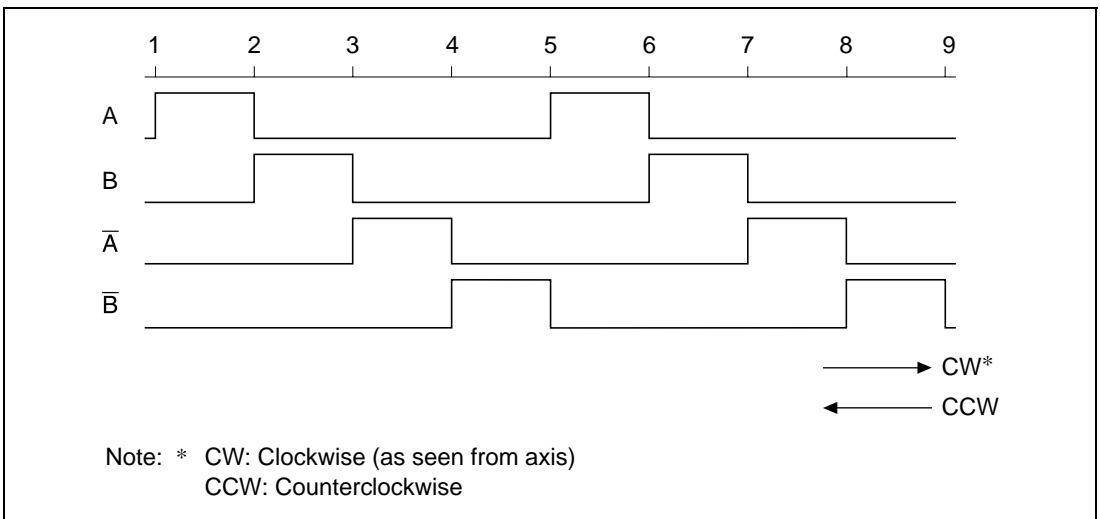 1 2 3 4 5 6 7 8 9
A
B
A̅
B̅
CW*
CCW
Note: * CW: Clockwise (as seen from axis)
CCW: Counterclockwise